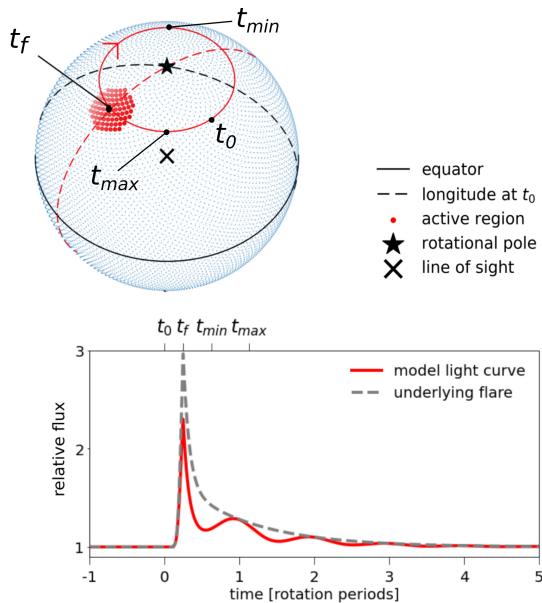 t_min
t_f
t_0
t_max
equator
longitude at t_0
active region
rotational pole
line of sight
t_0 t_f t_min t_max
3
model light curve
underlying flare
2
relative flux
1
-1 0 1 2 3 4 5
time [rotation periods]